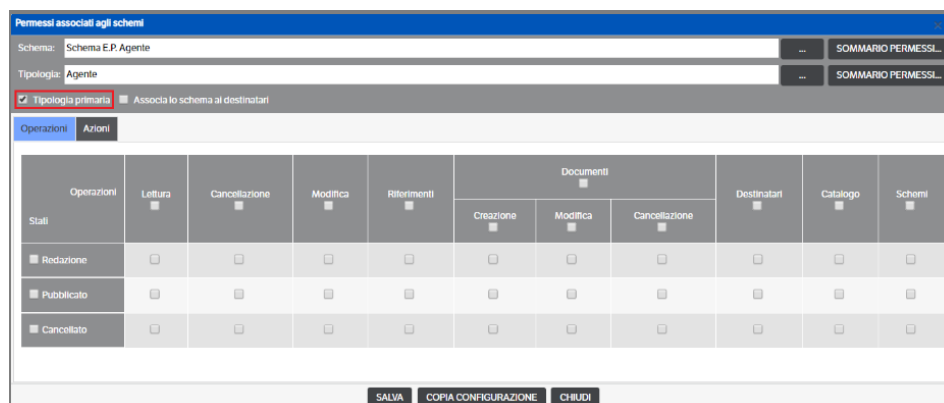 Permessi associati agli schemi
Schema: Schema E.P. Agente ... SOMMARIO PERMESSI...
Tipologia: Agente ... SOMMARIO PERMESSI...
Tipologia primaria Associa lo schema ai destinatari
Operazioni Azioni
Documenti
Operazioni Lettura Cancellazione Modifica Riferimenti Destinatari Catalogo Schemi
Creazione Modifica Cancellazione
Stati
Redazione
Pubblicato
Cancellato
SALVA COPIA CONFIGURAZIONE CHIUDI